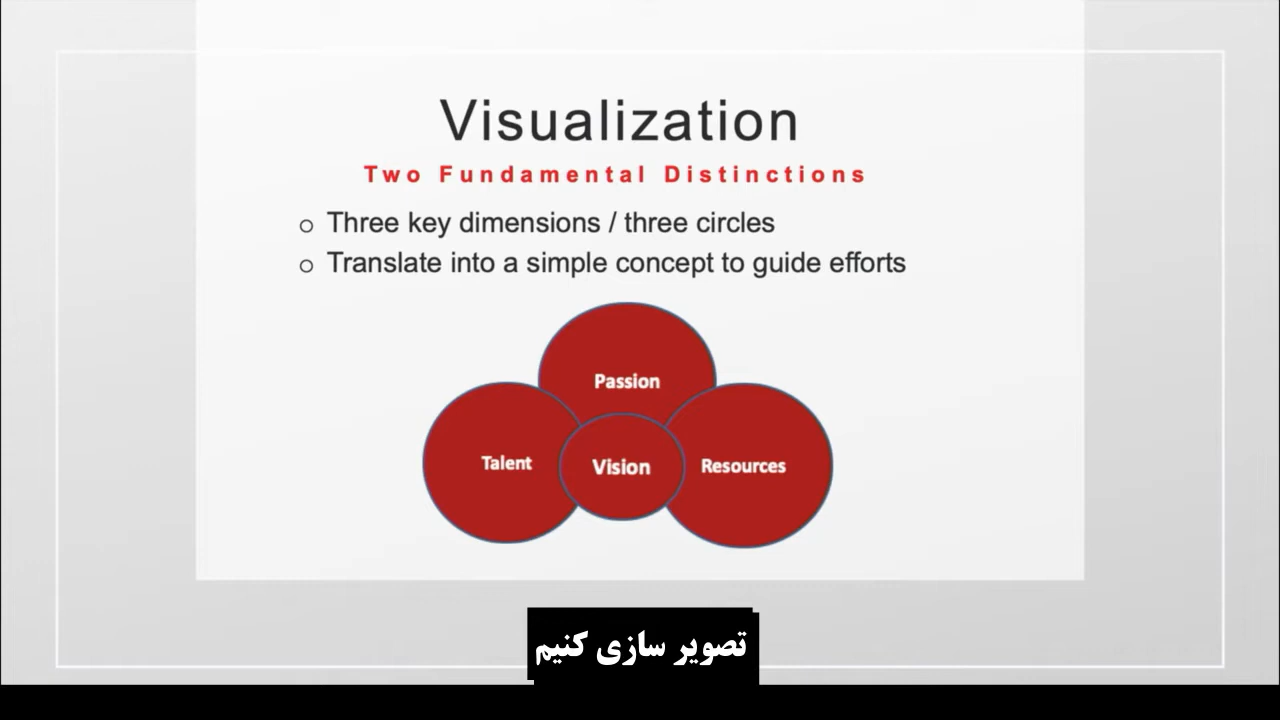 Visualization
Two Fundamental Distinctions
o Three key dimensions / three circles
o Translate into a simple concept to guide efforts
Passion
Talent
Vision
Resources
تصویر سازی کنیم